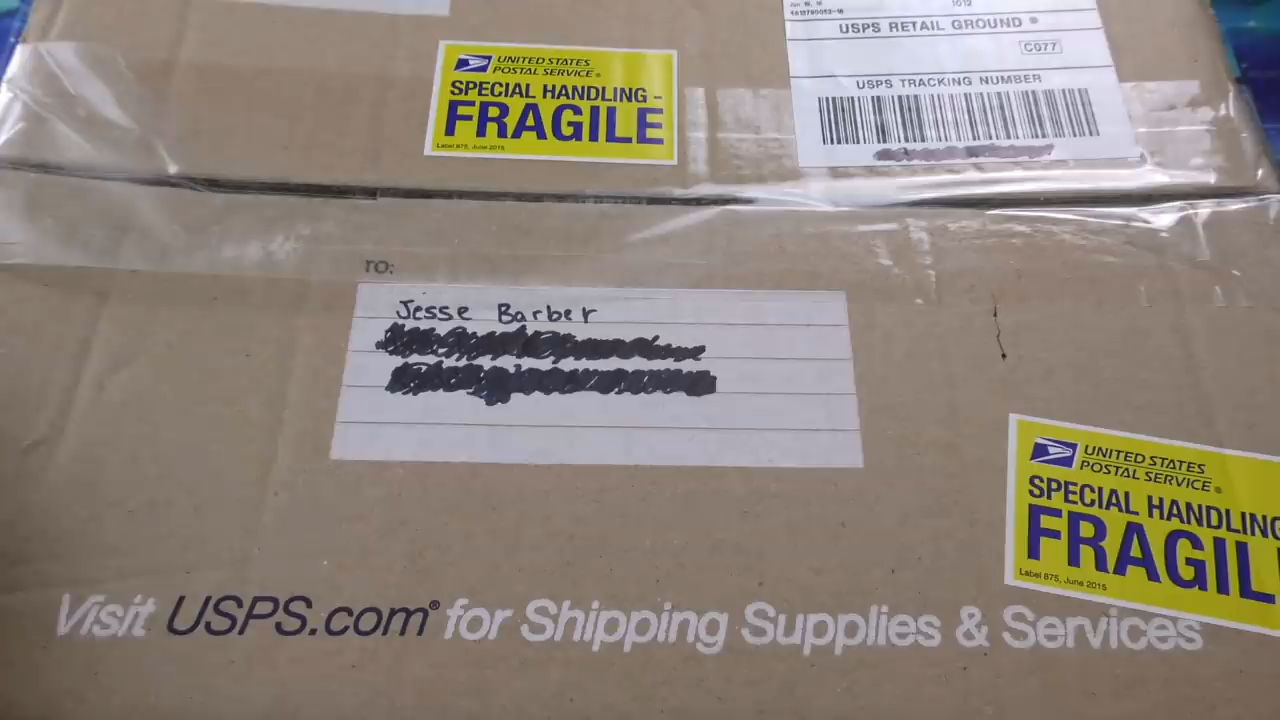 1012
USPS RETAIL GROUND ®
C077
USPS TRACKING NUMBER
UNITED STATES
POSTAL SERVICE®
SPECIAL HANDLING -
FRAGILE
Label 875, June 2015
TO:
Jesse Barber
UNITED STATES
POSTAL SERVICE®
SPECIAL HANDLING
FRAGIL
Label 875, June 2015
Visit USPS.com® for Shipping Supplies & Services